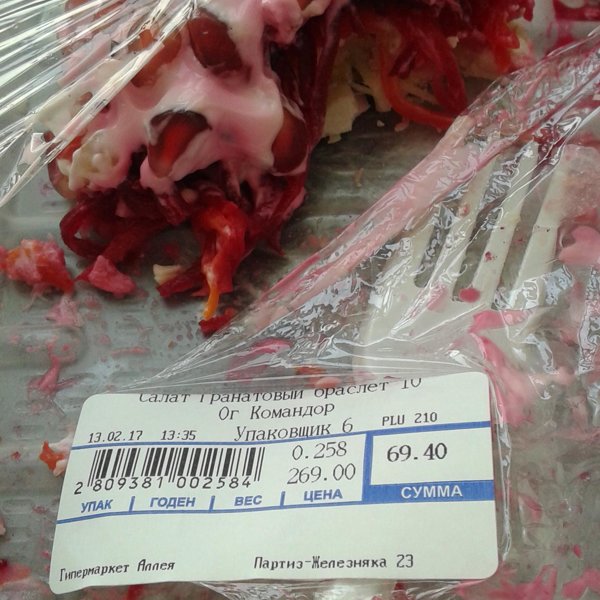 Салат Гранатовый браслет 10
0г Командор
13.02.17 13:35 Упаковщик 6 PLU 210
0.258
269.00
69.40
2 809381 002584
УПАК ГОДЕН ВЕС ЦЕНА СУММА
Гипермаркет Аллея Партиз-Железняка 23